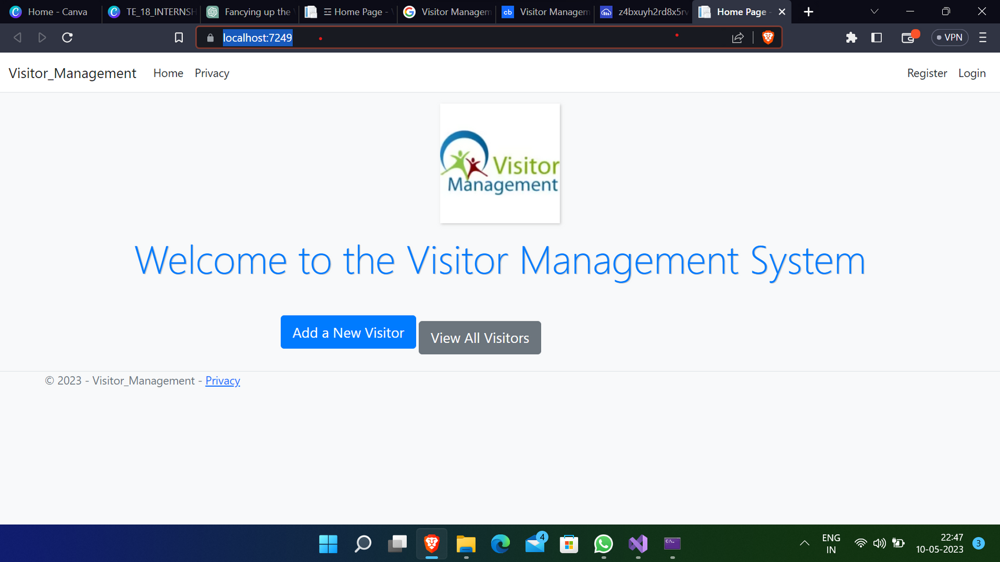 Home - Canva
TE_18_INTERNSH
Fancying up the
Home Page -
Visitor Managem
cb
Visitor Managem
z4bxuyh2rd8x5rv
Home Page -
localhost:7249
VPN
Visitor_Management
Home
Privacy
Register
Login
Visitor
Management
Welcome to the Visitor Management System
Add a New Visitor
View All Visitors
© 2023 - Visitor_Management - Privacy
4
ENG
IN
22:47
10-05-2023
3